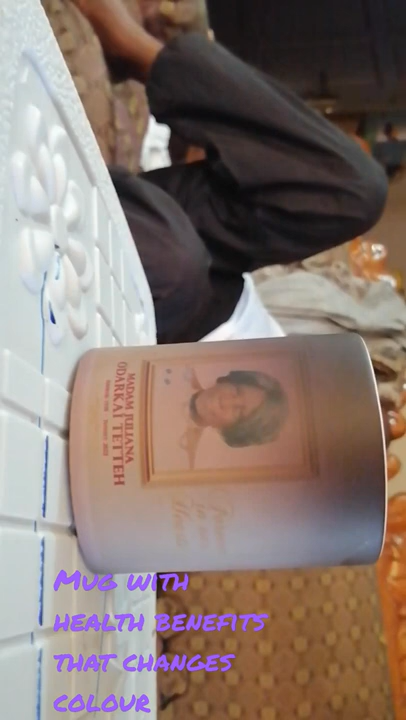 MADAM JULIANA
ODARKAI TETTEH
Mug with
health benefits
that changes
colour